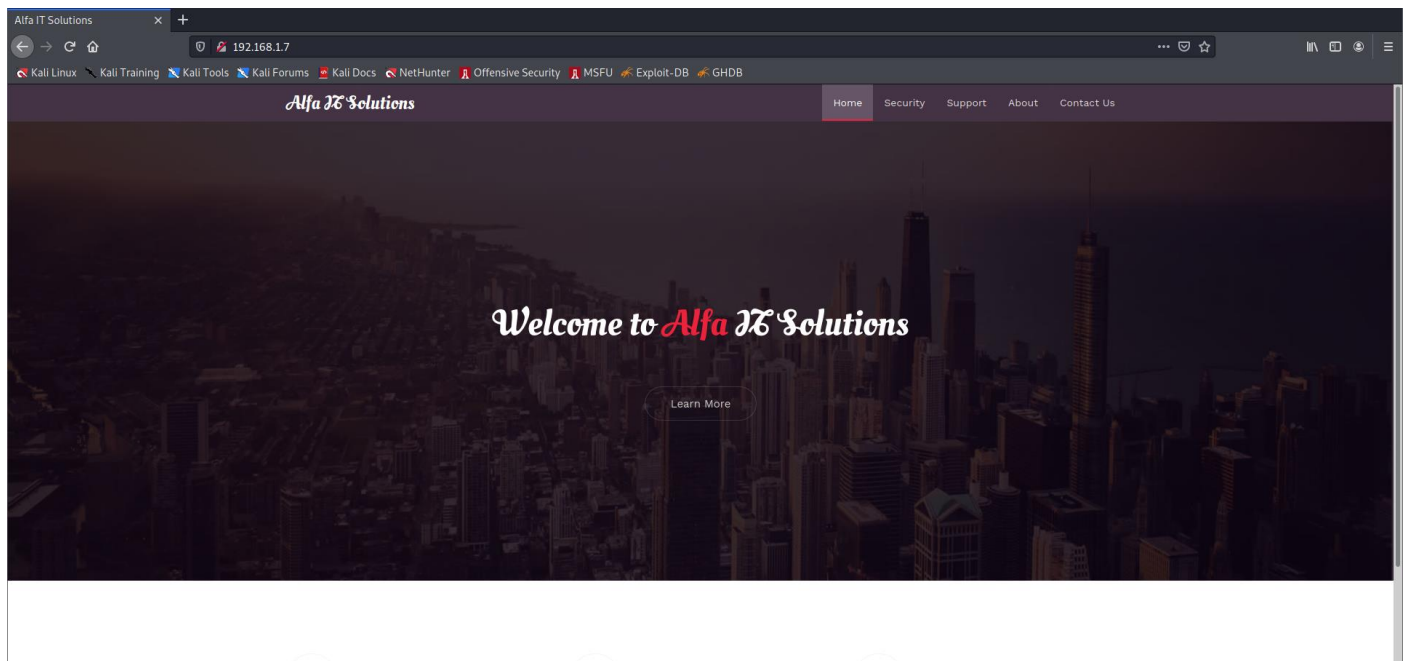 Alfa IT Solutions
192.168.1.7
Kali Linux Kali Training Kali Tools Kali Forums Kali Docs NetHunter Offensive Security MSFU Exploit-DB GHDB
Alfa IT Solutions Home Security Support About Contact Us
Welcome to Alfa IT Solutions
Learn More